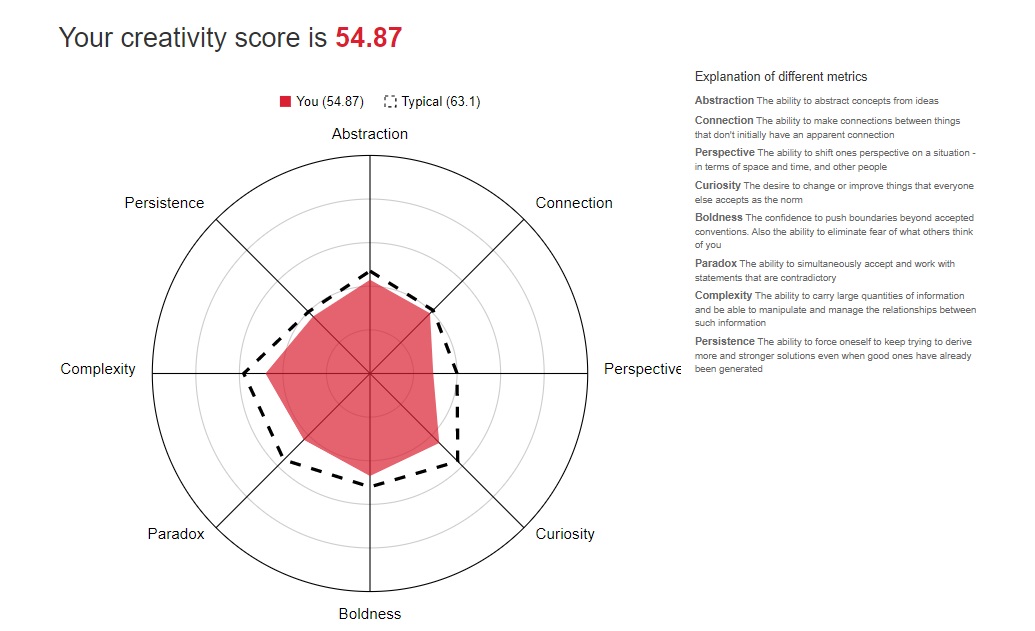 Your creativity score is 54.87
You (54.87)
Typical (63.1)
Abstraction
Persistence
Connection
Complexity
Perspective
Paradox
Curiosity
Boldness
Explanation of different metrics
Abstraction The ability to abstract concepts from ideas
Connection The ability to make connections between things
that don't initially have an apparent connection
Perspective The ability to shift ones perspective on a situation -
in terms of space and time, and other people
Curiosity The desire to change or improve things that everyone
else accepts as the norm
Boldness The confidence to push boundaries beyond accepted
conventions. Also the ability to eliminate fear of what others think
of you
Paradox The ability to simultaneously accept and work with
statements that are contradictory
Complexity The ability to carry large quantities of information
and be able to manipulate and manage the relationships between
such information
Persistence The ability to force oneself to keep trying to derive
more and stronger solutions even when good ones have already
been generated